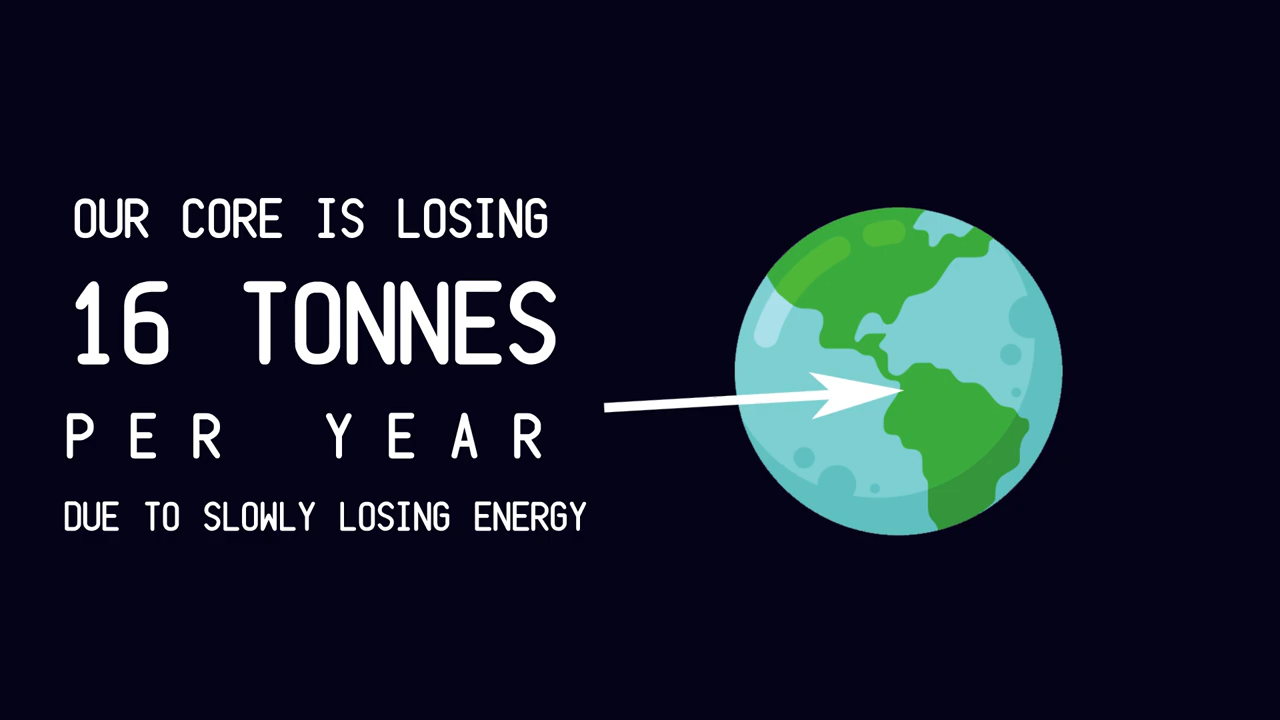 OUR CORE IS LOSING
16 TONNES
PER YEAR
DUE TO SLOWLY LOSING ENERGY